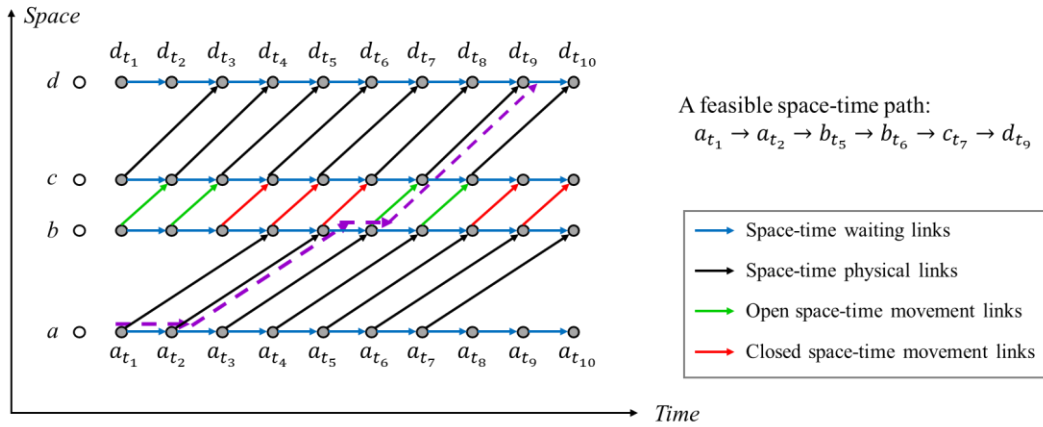 Space
d_{t_1} d_{t_2} d_{t_3} d_{t_4} d_{t_5} d_{t_6} d_{t_7} d_{t_8} d_{t_9} d_{t_10}
d
c
b
a
a_{t_1} a_{t_2} a_{t_3} a_{t_4} a_{t_5} a_{t_6} a_{t_7} a_{t_8} a_{t_9} a_{t_10}
Time
A feasible space-time path:
a_{t_1} → a_{t_2} → b_{t_5} → b_{t_6} → c_{t_7} → d_{t_9}
Space-time waiting links
Space-time physical links
Open space-time movement links
Closed space-time movement links